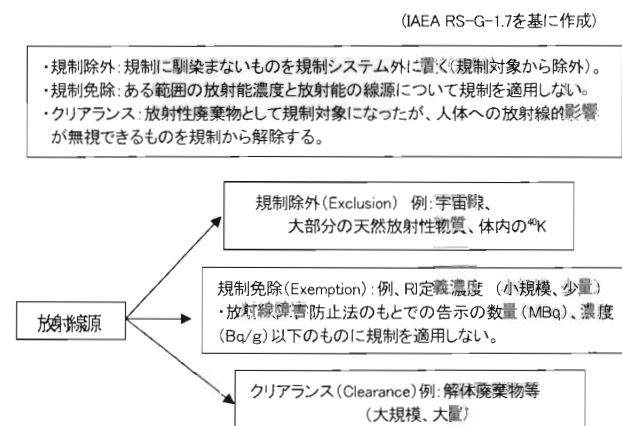 (IAEA RS-G-1.7を基に作成)
・規制除外:規制に馴染まないものを規制システム外に置く(規制対象から除外)。
・規制免除:ある範囲の放射能濃度と放射能の線源について規制を適用しない。
・クリアランス:放射性廃棄物として規制対象になったが、人体への放射線的影響
が無視できるものを規制から解除する。
規制除外(Exclusion) 例:宇宙線、
大部分の天然放射性物質、体内の⁴⁰K
放射線源
規制免除(Exemption):例、RI定義濃度 (小規模、少量)
・放射線障害防止法のもとでの告示の数量(MBq)、濃度
(Bq/g)以下のものに規制を適用しない。
クリアランス(Clearance)例:解体廃棄物等
(大規模、大量)